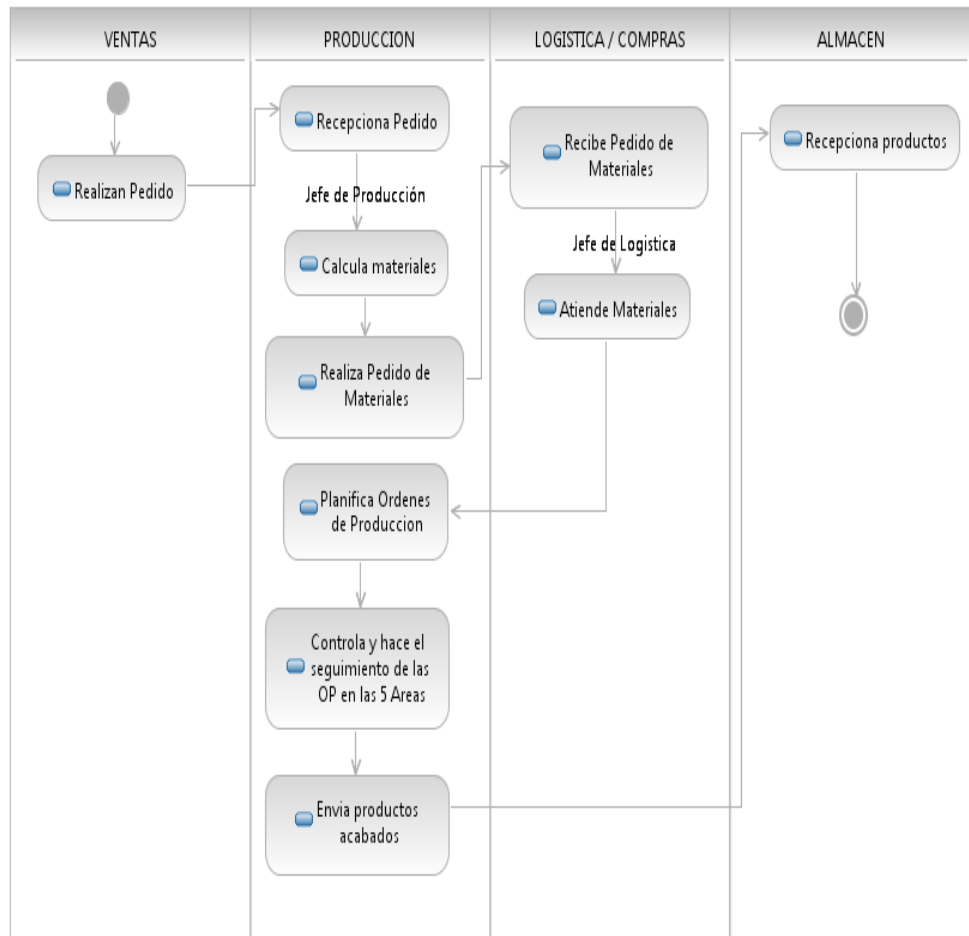 VENTAS
PRODUCCION
LOGISTICA / COMPRAS
ALMACEN
Realizan Pedido
Recepciona Pedido
Jefe de Producción
Calcula materiales
Realiza Pedido de
Materiales
Planifica Ordenes
de Produccion
Controla y hace el
seguimiento de las
OP en las 5 Areas
Envia productos
acabados
Recibe Pedido de
Materiales
Jefe de Logistica
Atiende Materiales
Recepciona productos